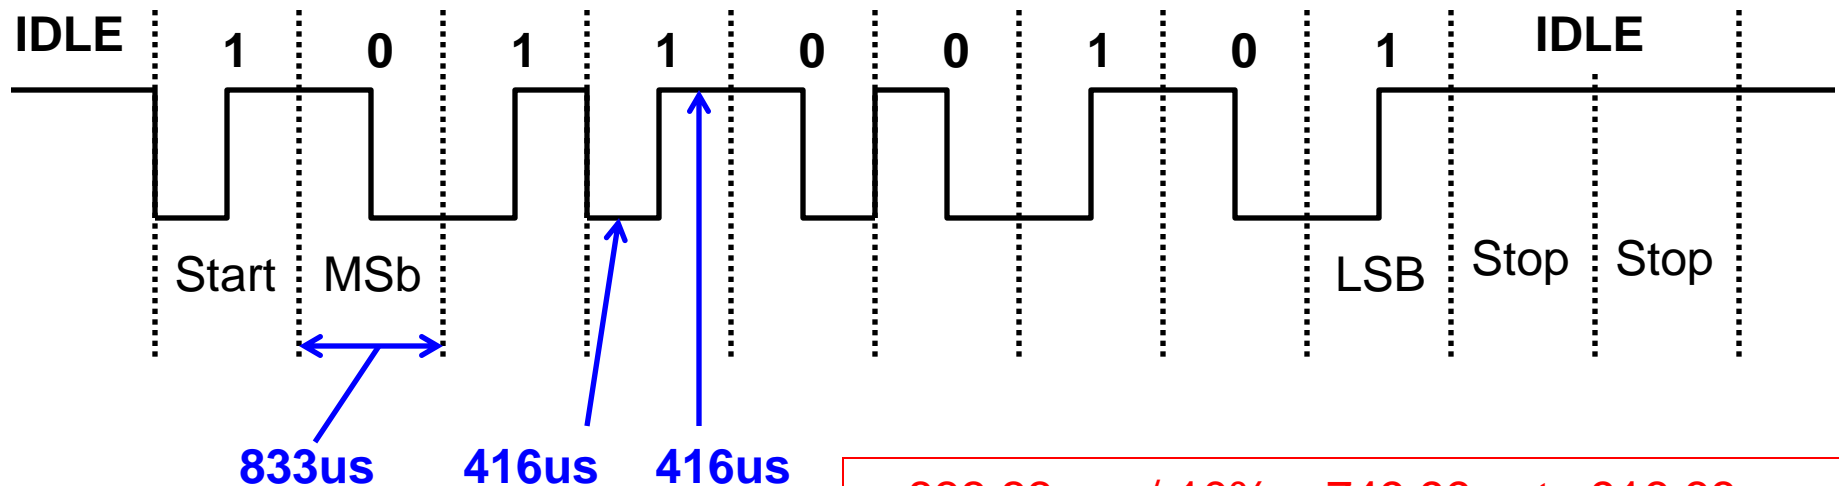 IDLE 1 0 1 1 0 0 1 0 1 IDLE
Start MSb LSB Stop Stop
833us 416us 416us